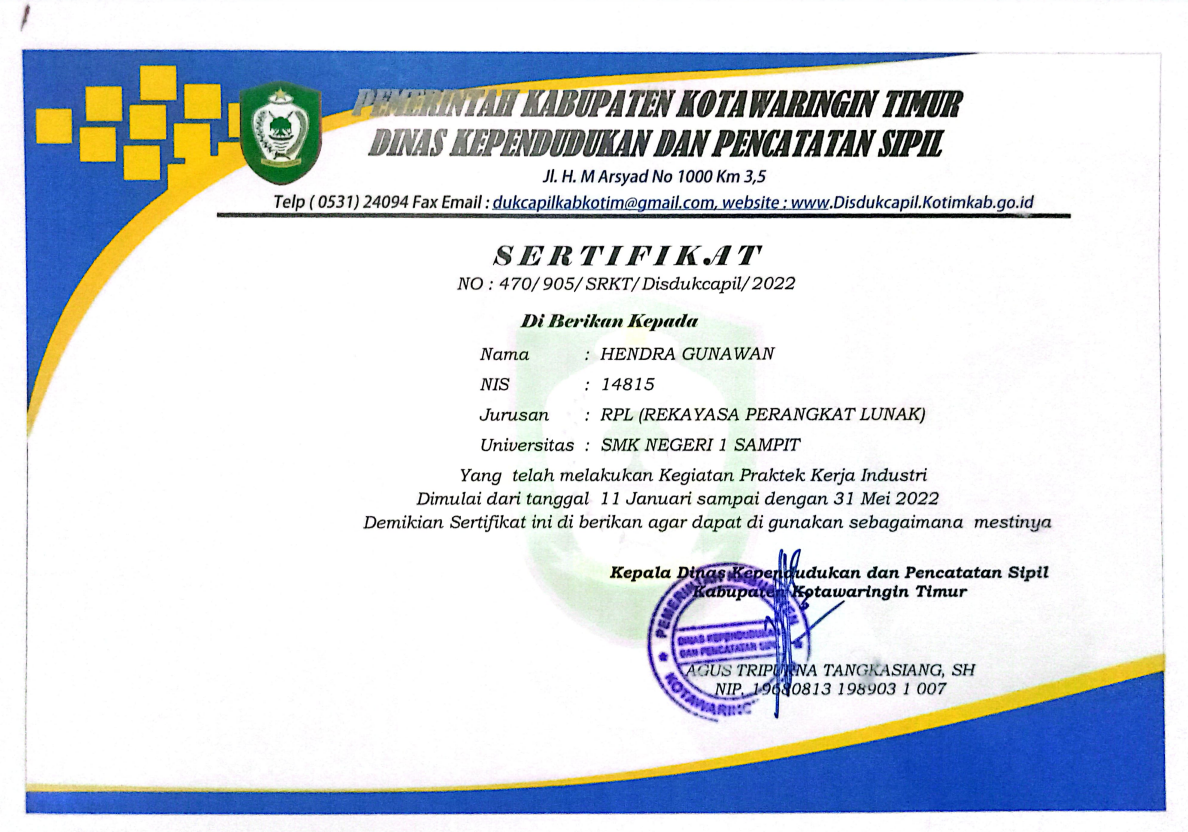 PEMERINTAH KABUPATEN KOTAWARINGIN TIMUR
DINAS KEPENDUDUKAN DAN PENCATATAN SIPIL
Jl. H. M Arsyad No 1000 Km 3,5
Telp ( 0531) 24094 Fax Email : dukcapilkabkotim@gmail.com, website : www.Disdukcapil.Kotimkab.go.id
SERTIFIKAT
NO : 470/ 905/ SRKT/ Disdukcapil/ 2022
Di Berikan Kepada
Nama : HENDRA GUNAWAN
NIS : 14815
Jurusan : RPL (REKAYASA PERANGKAT LUNAK)
Universitas : SMK NEGERI 1 SAMPIT
Yang telah melakukan Kegiatan Praktek Kerja Industri
Dimulai dari tanggal 11 Januari sampai dengan 31 Mei 2022
Demikian Sertifikat ini di berikan agar dapat di gunakan sebagaimana mestinya
Kepala Dinas Kependudukan dan Pencatatan Sipil
Kabupaten Kotawaringin Timur
PEMERINTAH KABUPATEN
DINAS KEPENDUDUKA
DAN PENCATATAN SIPIL
KOTAWARING
AGUS TRIPURNA TANGKASIANG, SH
NIP. 19680813 198903 1 007